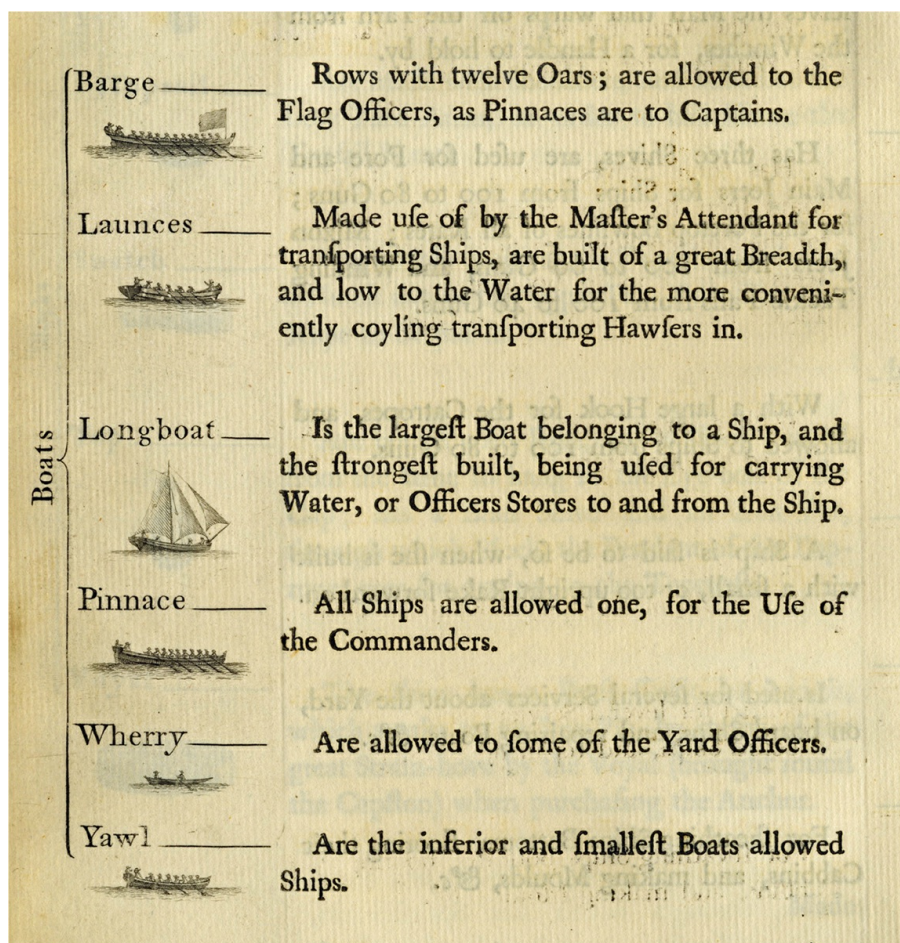 Boats
Barge
Rows with twelve Oars; are allowed to the
Flag Officers, as Pinnaces are to Captains.
Launces
Made uſe of by the Maſter's Attendant for
tranſporting Ships, are built of a great Breadth,
and low to the Water for the more conveni-
ently coyling tranſporting Hawſers in.
Longboat
Is the largeſt Boat belonging to a Ship, and
the ſtrongeſt built, being uſed for carrying
Water, or Officers Stores to and from the Ship.
Pinnace
All Ships are allowed one, for the Uſe of
the Commanders.
Wherry
Are allowed to ſome of the Yard Officers.
Yawl
Are the inferior and ſmalleſt Boats allowed
Ships.